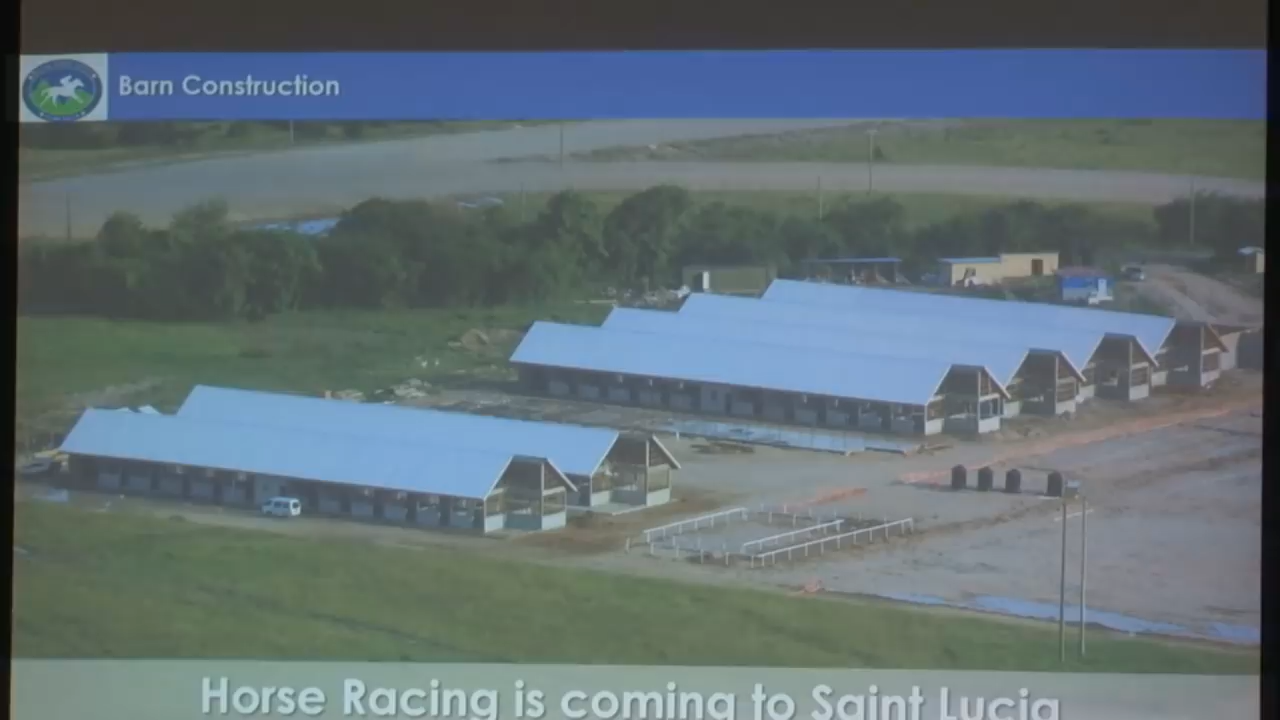 Barn Construction
Horse Racing is coming to Saint Lucia